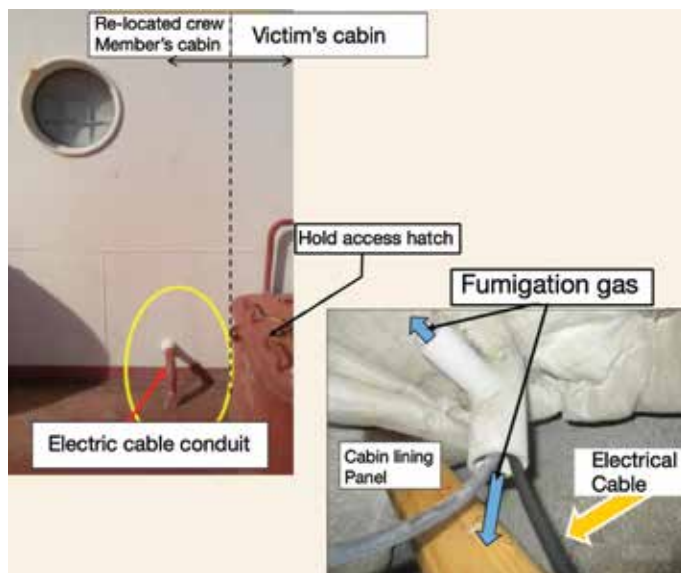 Re-located crew
Member's cabin
Victim's cabin
Hold access hatch
Fumigation gas
Electric cable conduit
Cabin lining
Panel
Electrical
Cable